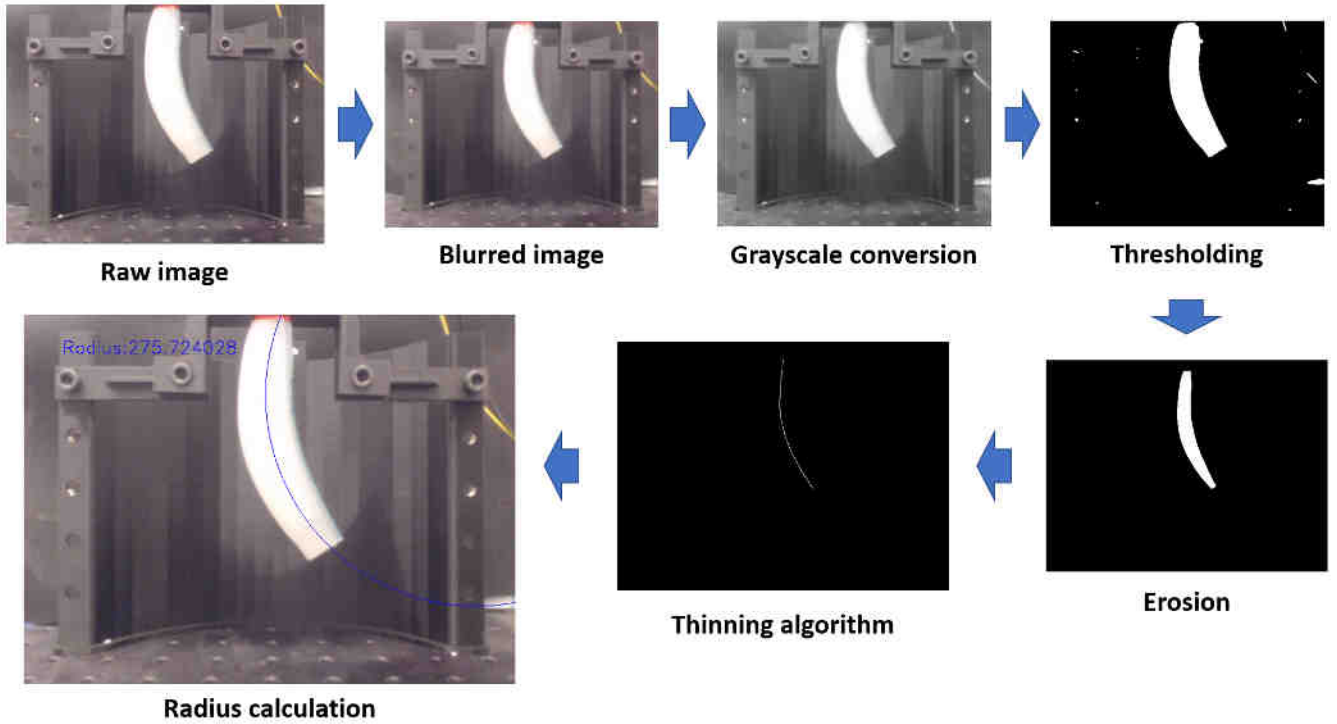 Raw image
Blurred image
Grayscale conversion
Thresholding
Radius:275.724028
Radius calculation
Thinning algorithm
Erosion